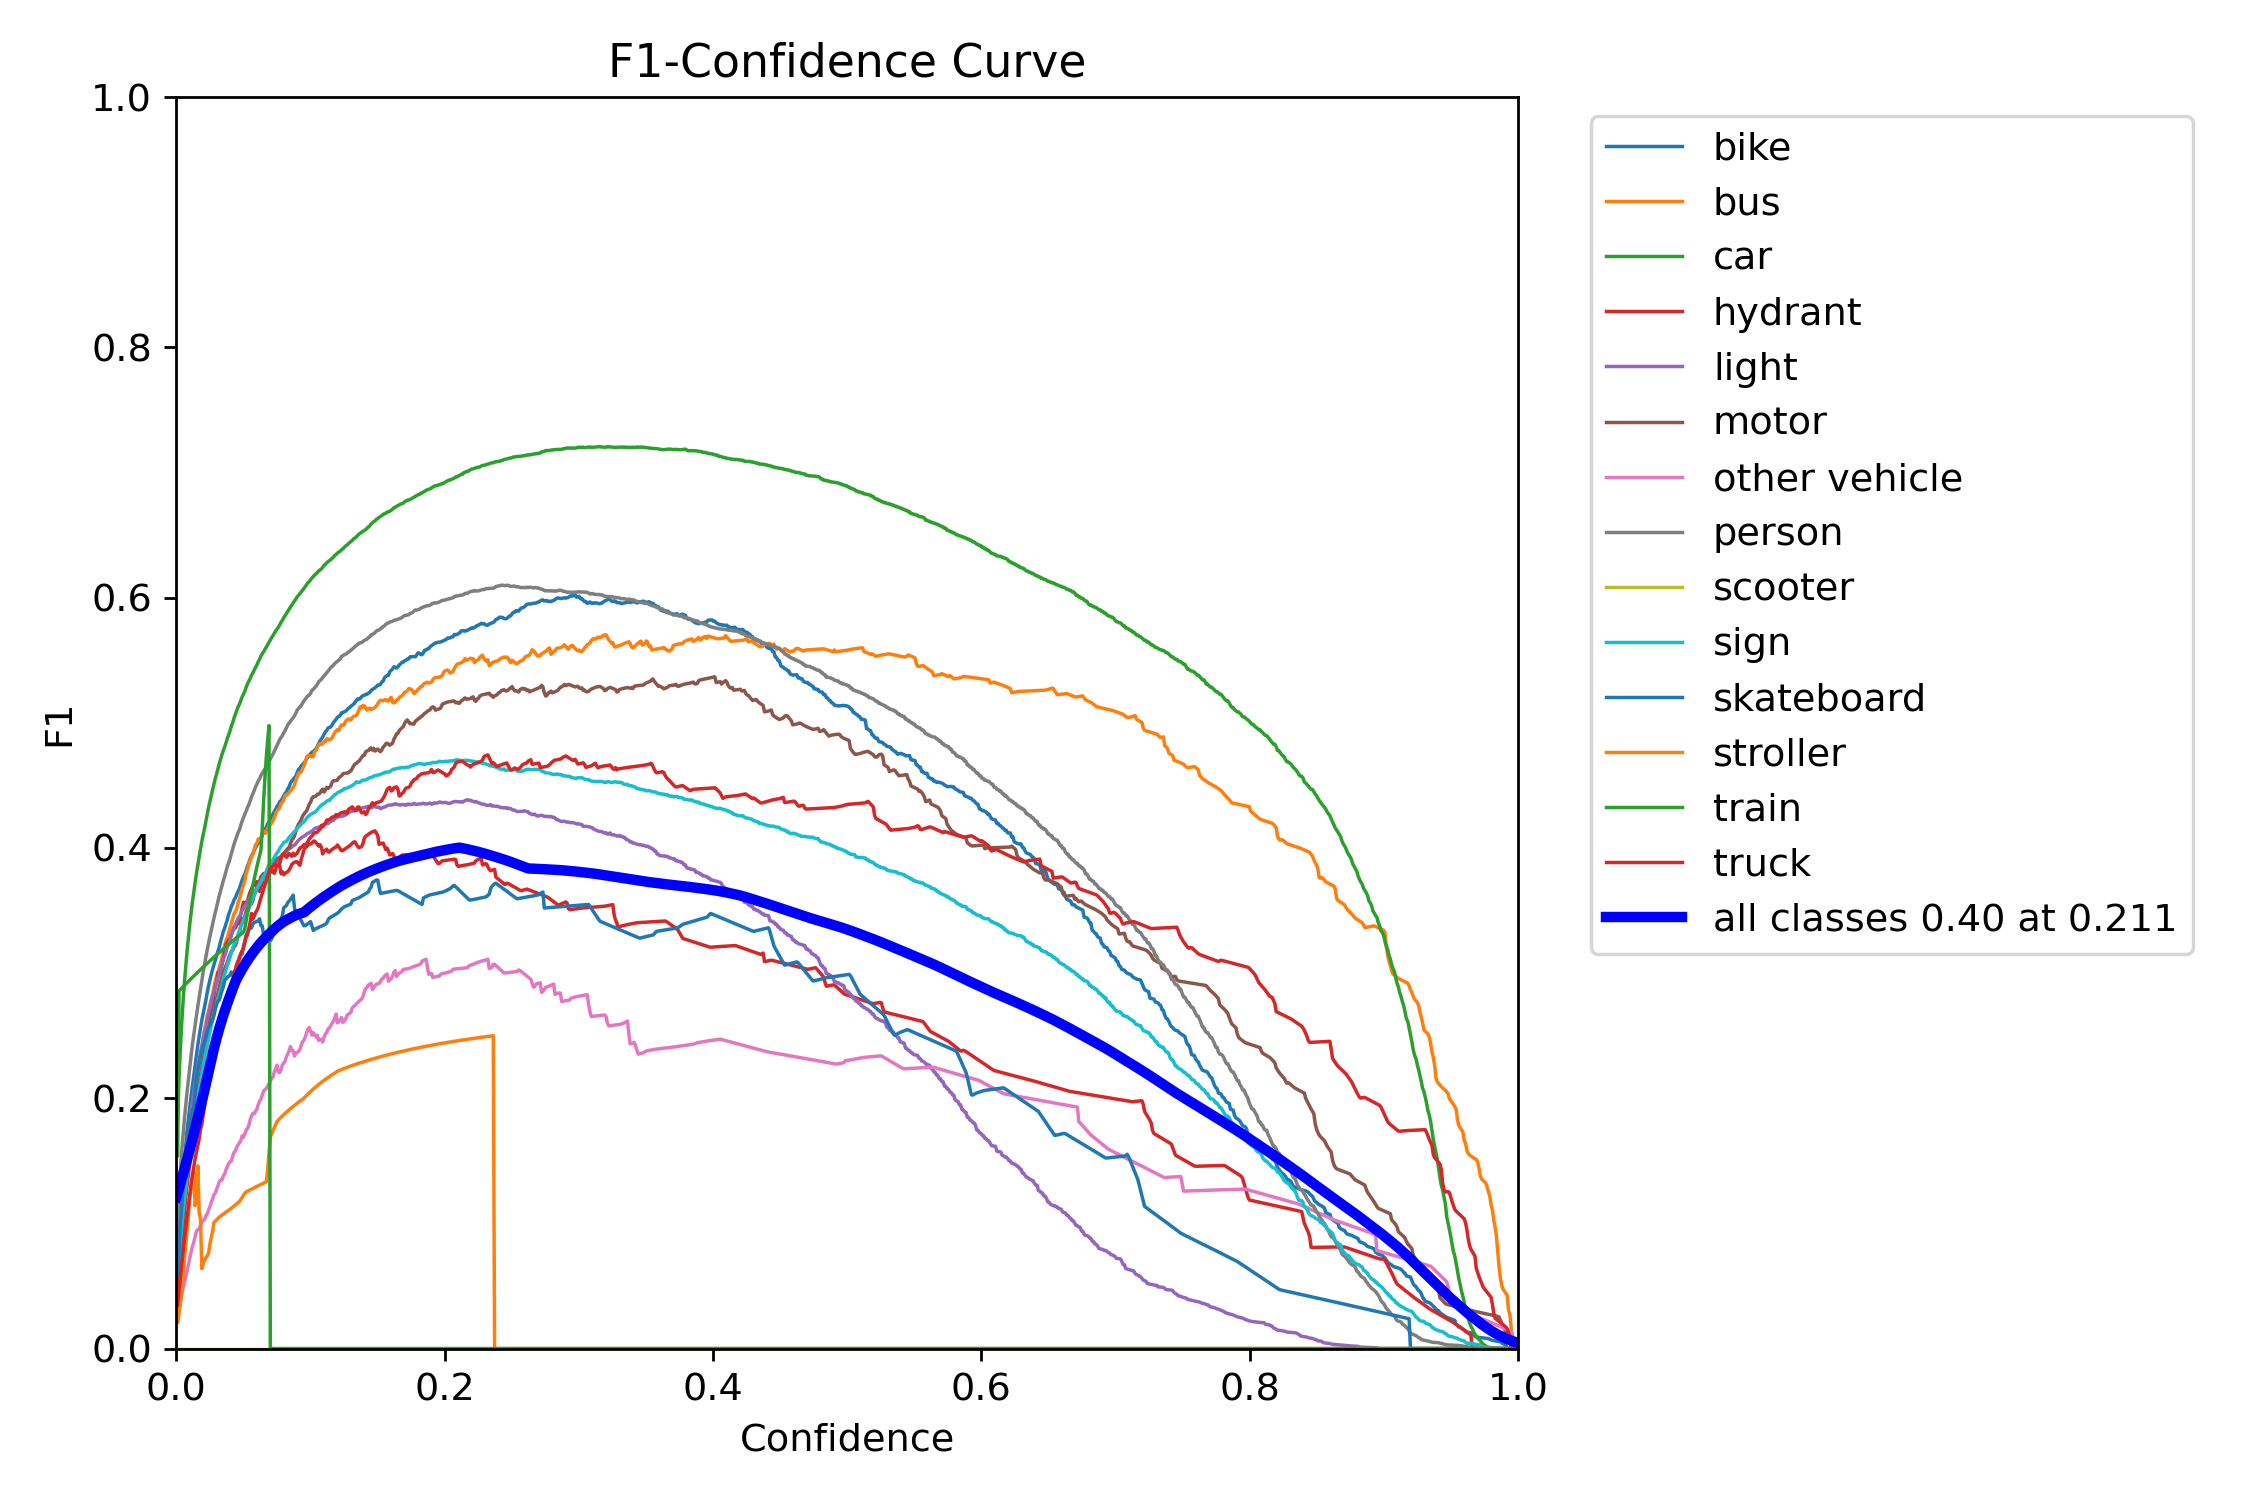 F1-Confidence Curve
1.0
0.8
0.6
0.4
0.2
0.0
F1
0.0 0.2 0.4 0.6 0.8 1.0
Confidence
bike
bus
car
hydrant
light
motor
other vehicle
person
scooter
sign
skateboard
stroller
train
truck
all classes 0.40 at 0.211